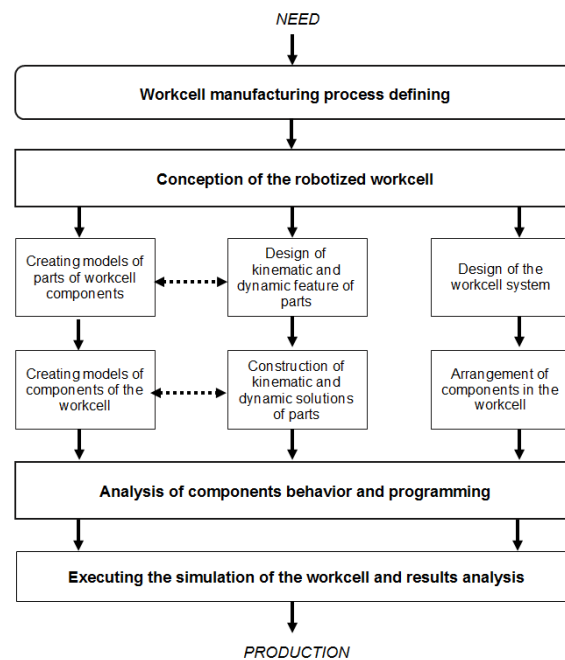 NEED
Workcell manufacturing process defining
Conception of the robotized workcell
Creating models of
parts of workcell
components
Design of
kinematic and
dynamic feature of
parts
Design of the
workcell system
Creating models of
components of the
workcell
Construction of
kinematic and
dynamic solutions
of parts
Arrangement of
components in the
workcell
Analysis of components behavior and programming
Executing the simulation of the workcell and results analysis
PRODUCTION